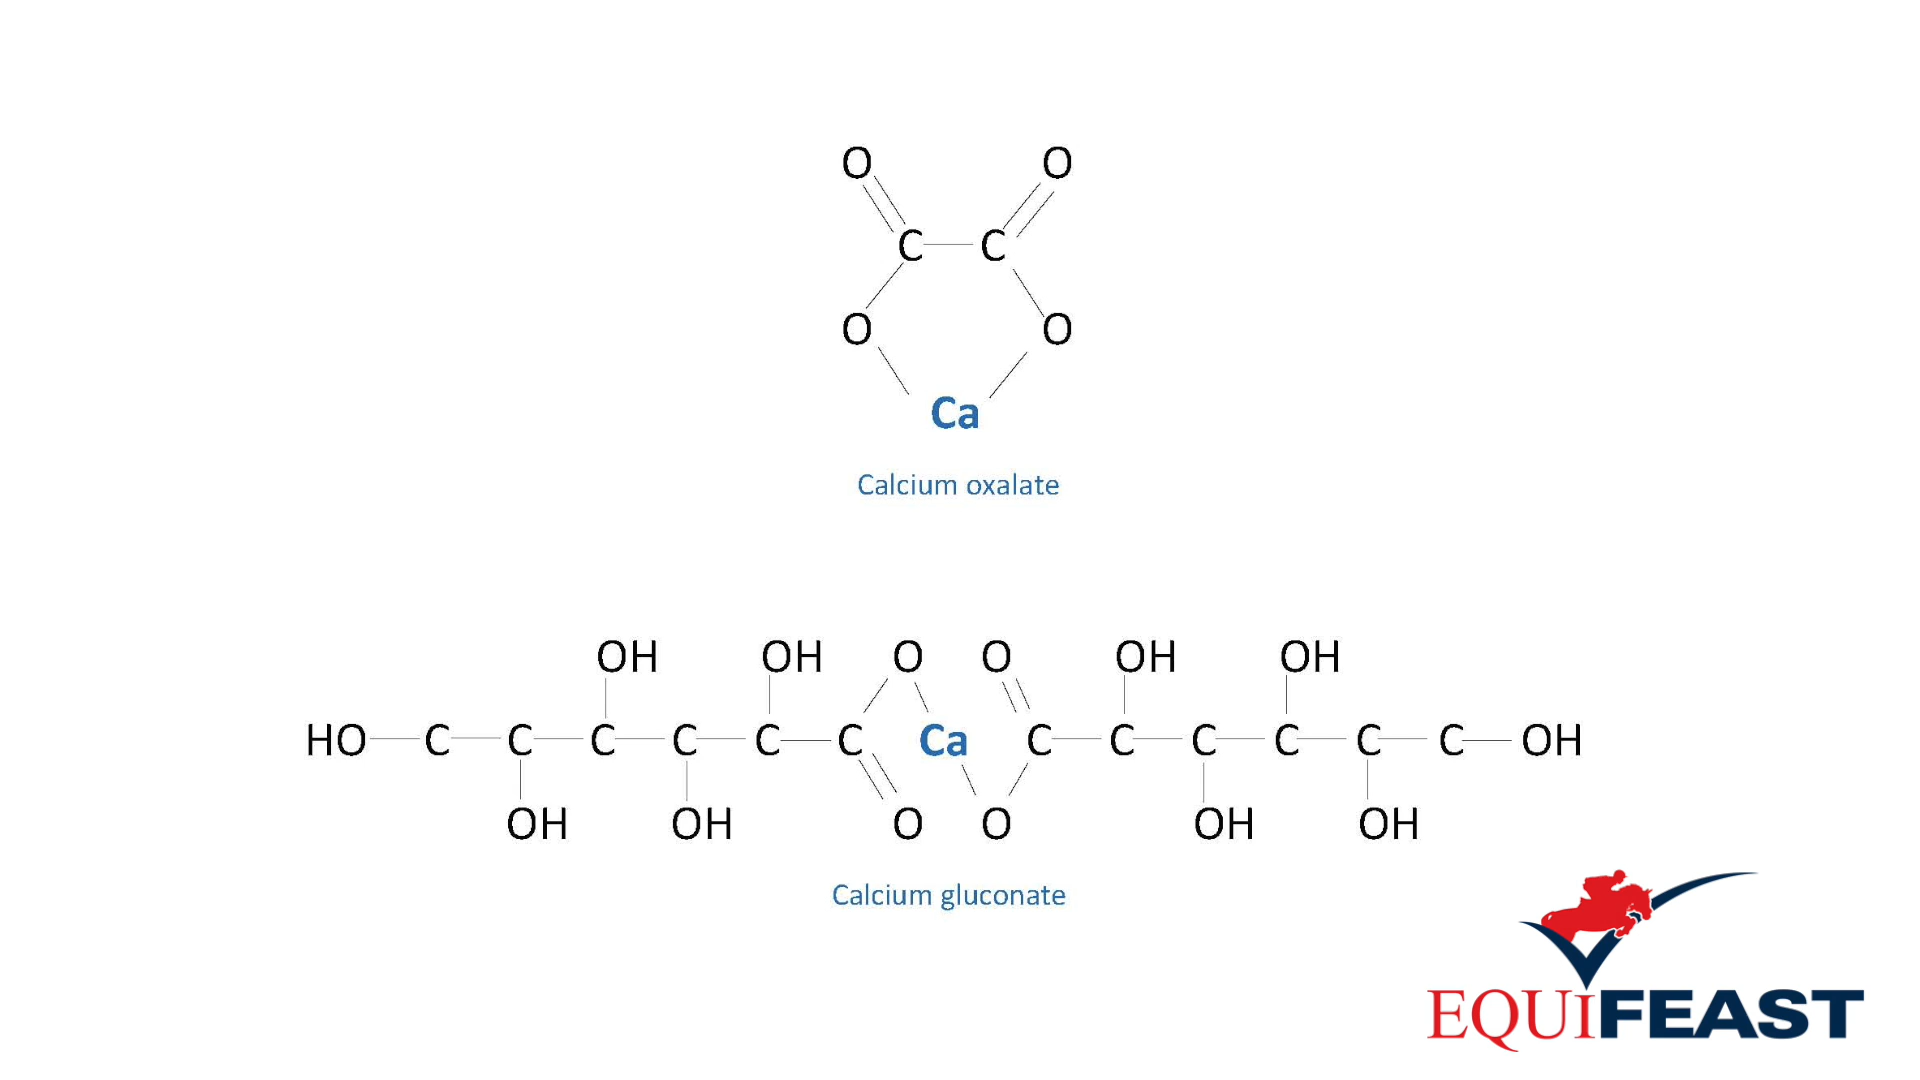 O O
C C
O O
Ca
Calcium oxalate
OH OH O O OH OH
HO C C C C C C Ca C C C C C C OH
OH OH O O OH OH
Calcium gluconate
EQUIFEAST